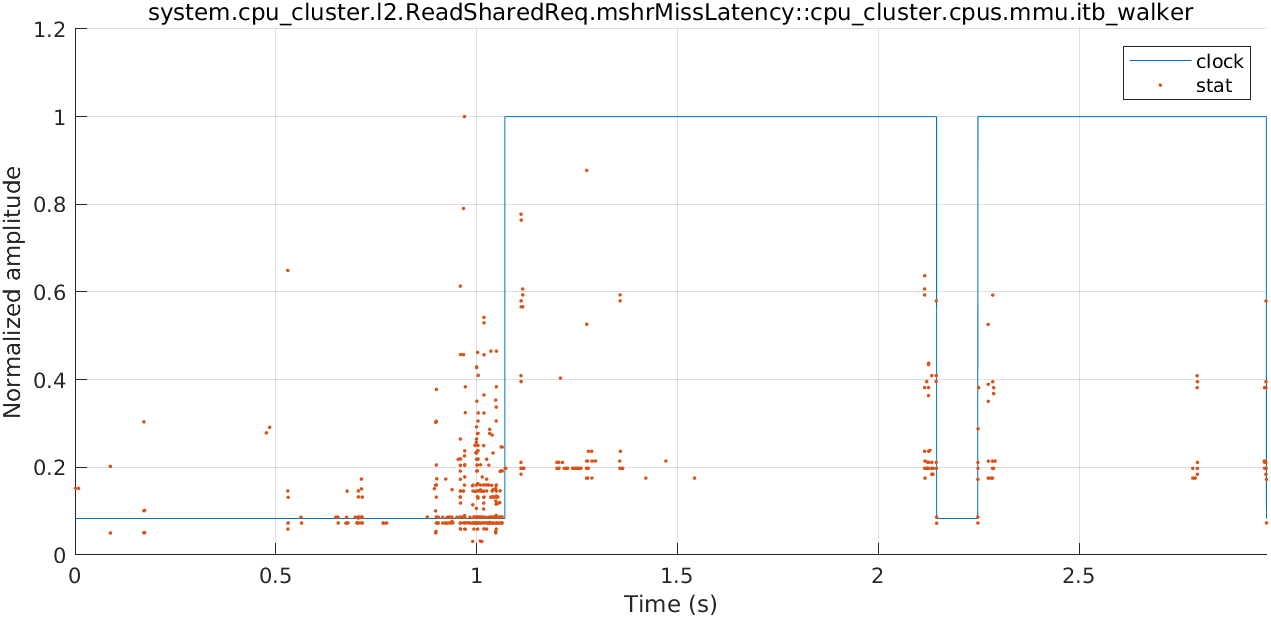 system.cpu_cluster.l2.ReadSharedReq.mshrMissLatency::cpu_cluster.cpus.mmu.itb_walker
1.2
1
0.8
0.6
0.4
0.2
0
Normalized amplitude
clock
stat
0 0.5 1 1.5 2 2.5
Time (s)